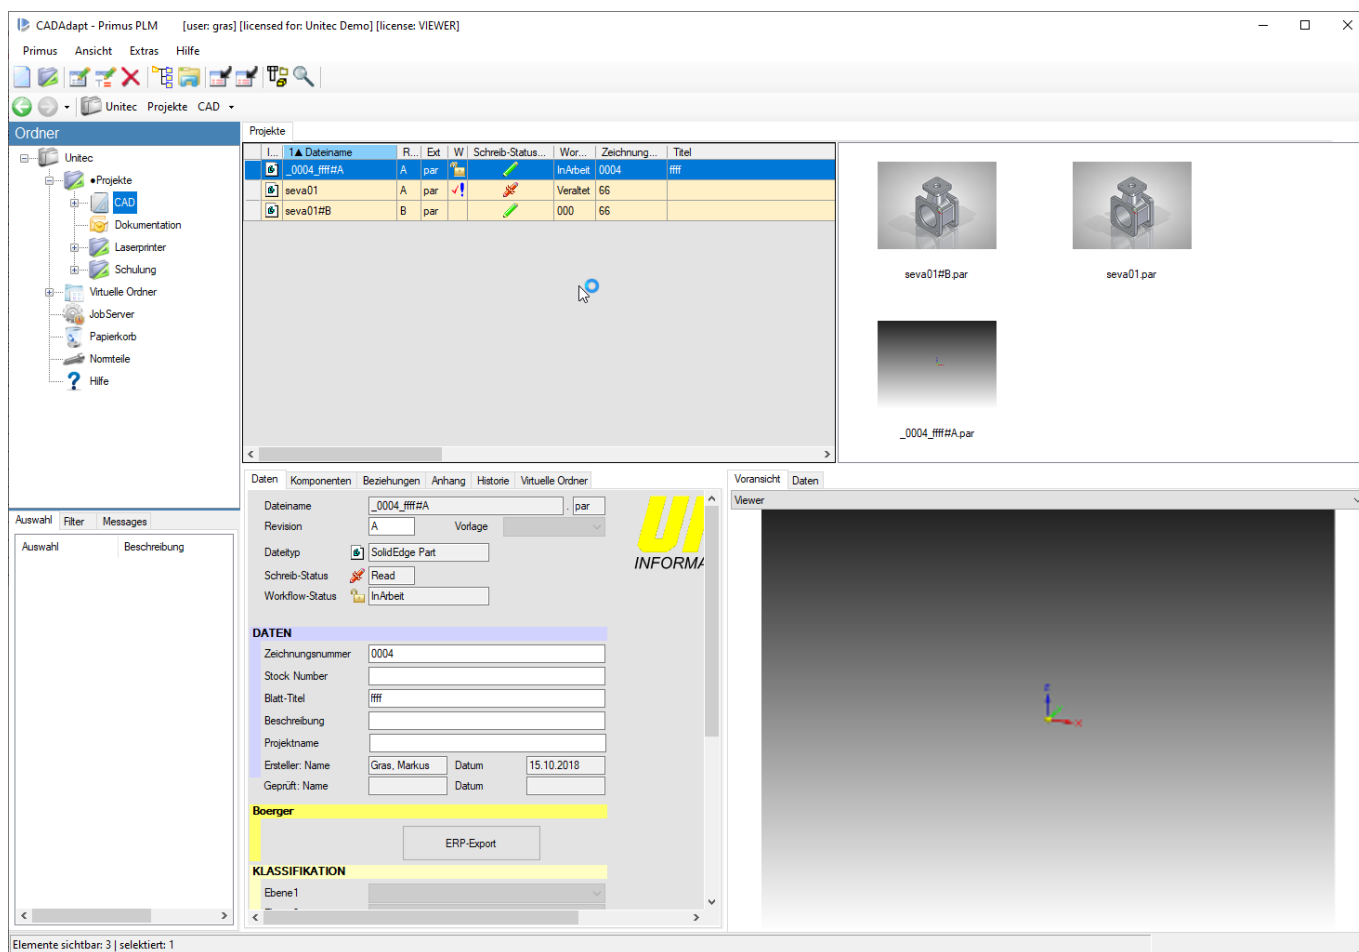 CADAdapt - Primus PLM [user: gras] [licensed for: Unitec Demo] [license: VIEWER]
Primus Ansicht Extras Hilfe
Unitec Projekte CAD
Ordner
Unitec
•Projekte
CAD
Dokumentation
Laserprinter
Schulung
Virtuelle Ordner
JobServer
Papierkorb
Normteile
Hilfe
Projekte
I... 1▲ Dateiname R... Ext W Schreib-Status... Wor... Zeichnung... Titel
_0004_ffff#A A par InArbeit 0004 ffff
seva01 A par Veraltet 66
seva01#B B par 000 66
seva01#B.par seva01.par
_0004_ffff#A.par
Auswahl Filter Messages
Auswahl Beschreibung
Daten Komponenten Beziehungen Anhang Historie Virtuelle Ordner
Dateiname _0004_ffff#A . par
Revision A Vorlage
Dateityp SolidEdge Part
Schreib-Status Read
Workflow-Status InArbeit
INFORMA
DATEN
Zeichnungsnummer 0004
Stock Number
Blatt-Titel ffff
Beschreibung
Projektname
Ersteller: Name Gras, Markus Datum 15.10.2018
Geprüft: Name Datum
Boerger
ERP-Export
KLASSIFIKATION
Ebene1
Voransicht Daten
Viewer
Z
X
Elemente sichtbar: 3 | selektiert: 1